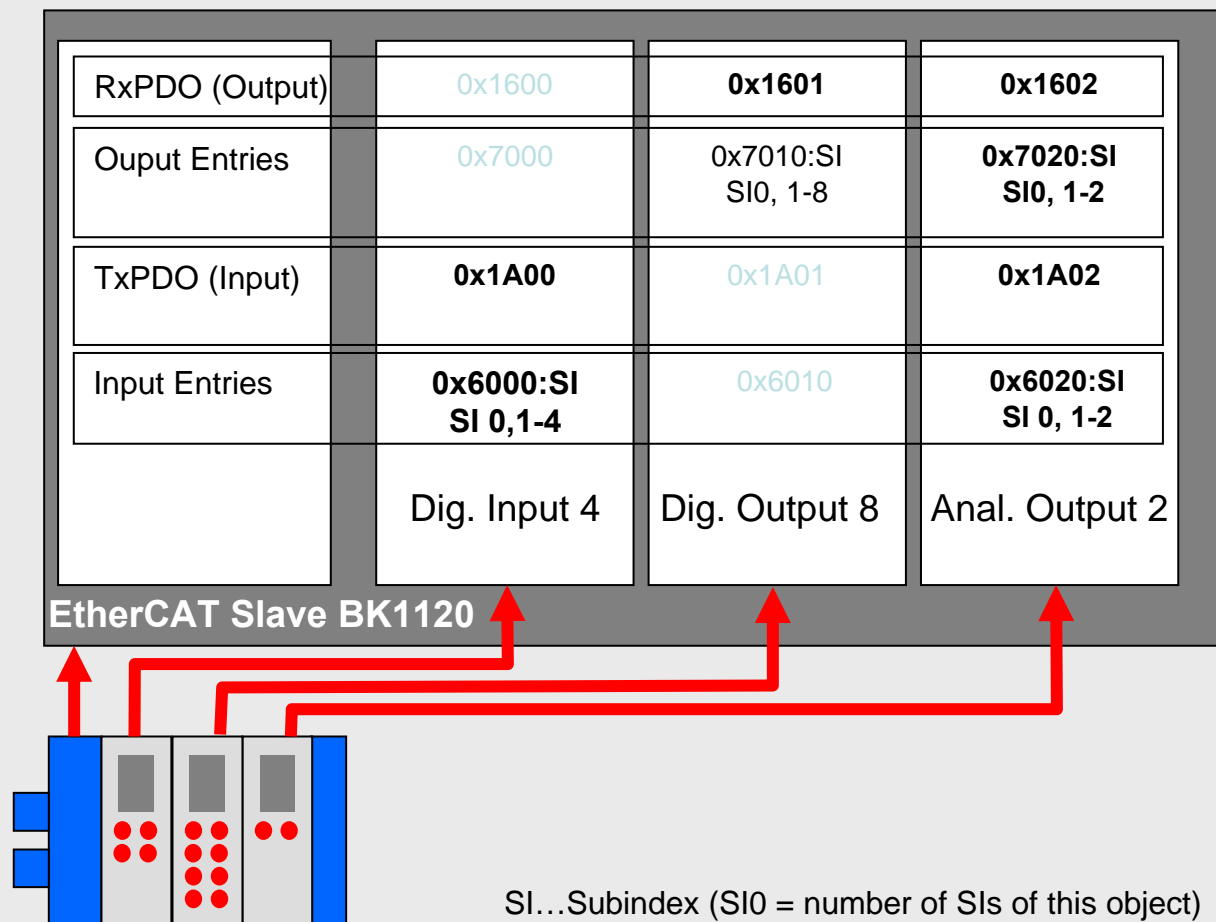 RxPDO (Output) 0x1600 0x1601 0x1602
Ouput Entries 0x7000 0x7010:SI 0x7020:SI
SI0, 1-8 SI0, 1-2
TxPDO (Input) 0x1A00 0x1A01 0x1A02
Input Entries 0x6000:SI 0x6010 0x6020:SI
SI 0,1-4 SI 0, 1-2
Dig. Input 4 Dig. Output 8 Anal. Output 2
EtherCAT Slave BK1120
SI…Subindex (SI0 = number of SIs of this object)